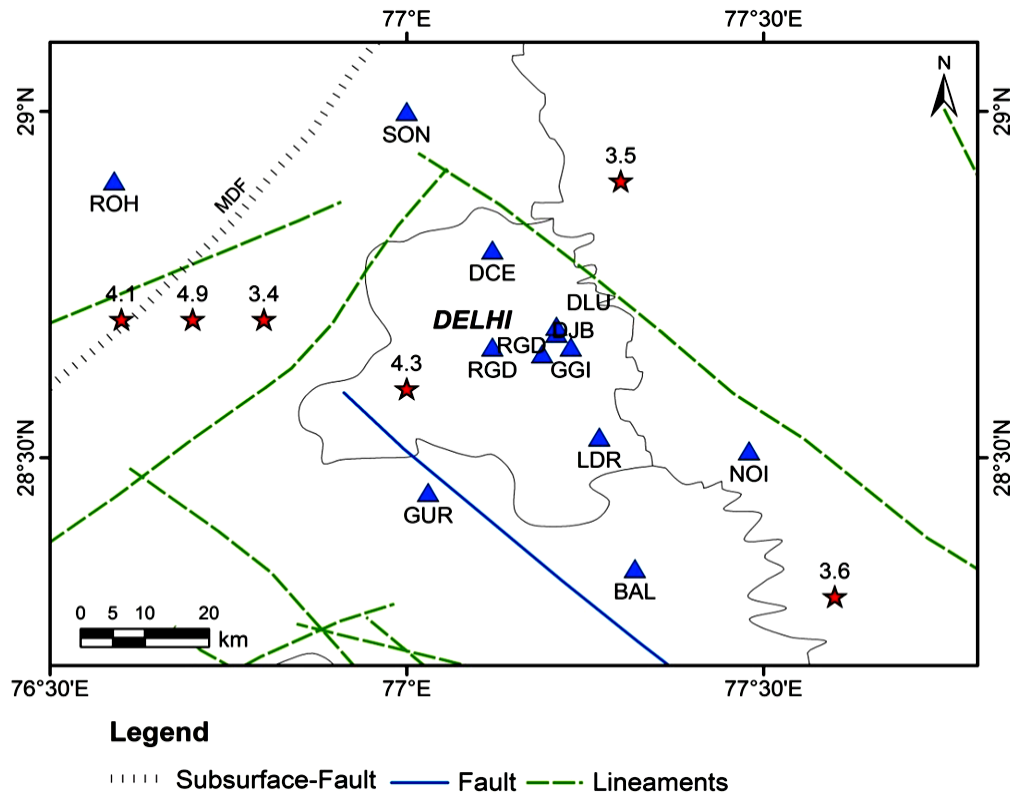 77°E 77°30'E
N
29°N 29°N
SON
3.5
ROH
MDF
DCE
4.1 4.9 3.4
DLU
DELHI
DJB
RGD
RGD GGI
4.3
28°30'N 28°30'N
LDR
NOI
GUR
3.6
BAL
0 5 10 20
km
76°30'E 77°E 77°30'E
Legend
Subsurface-Fault Fault Lineaments